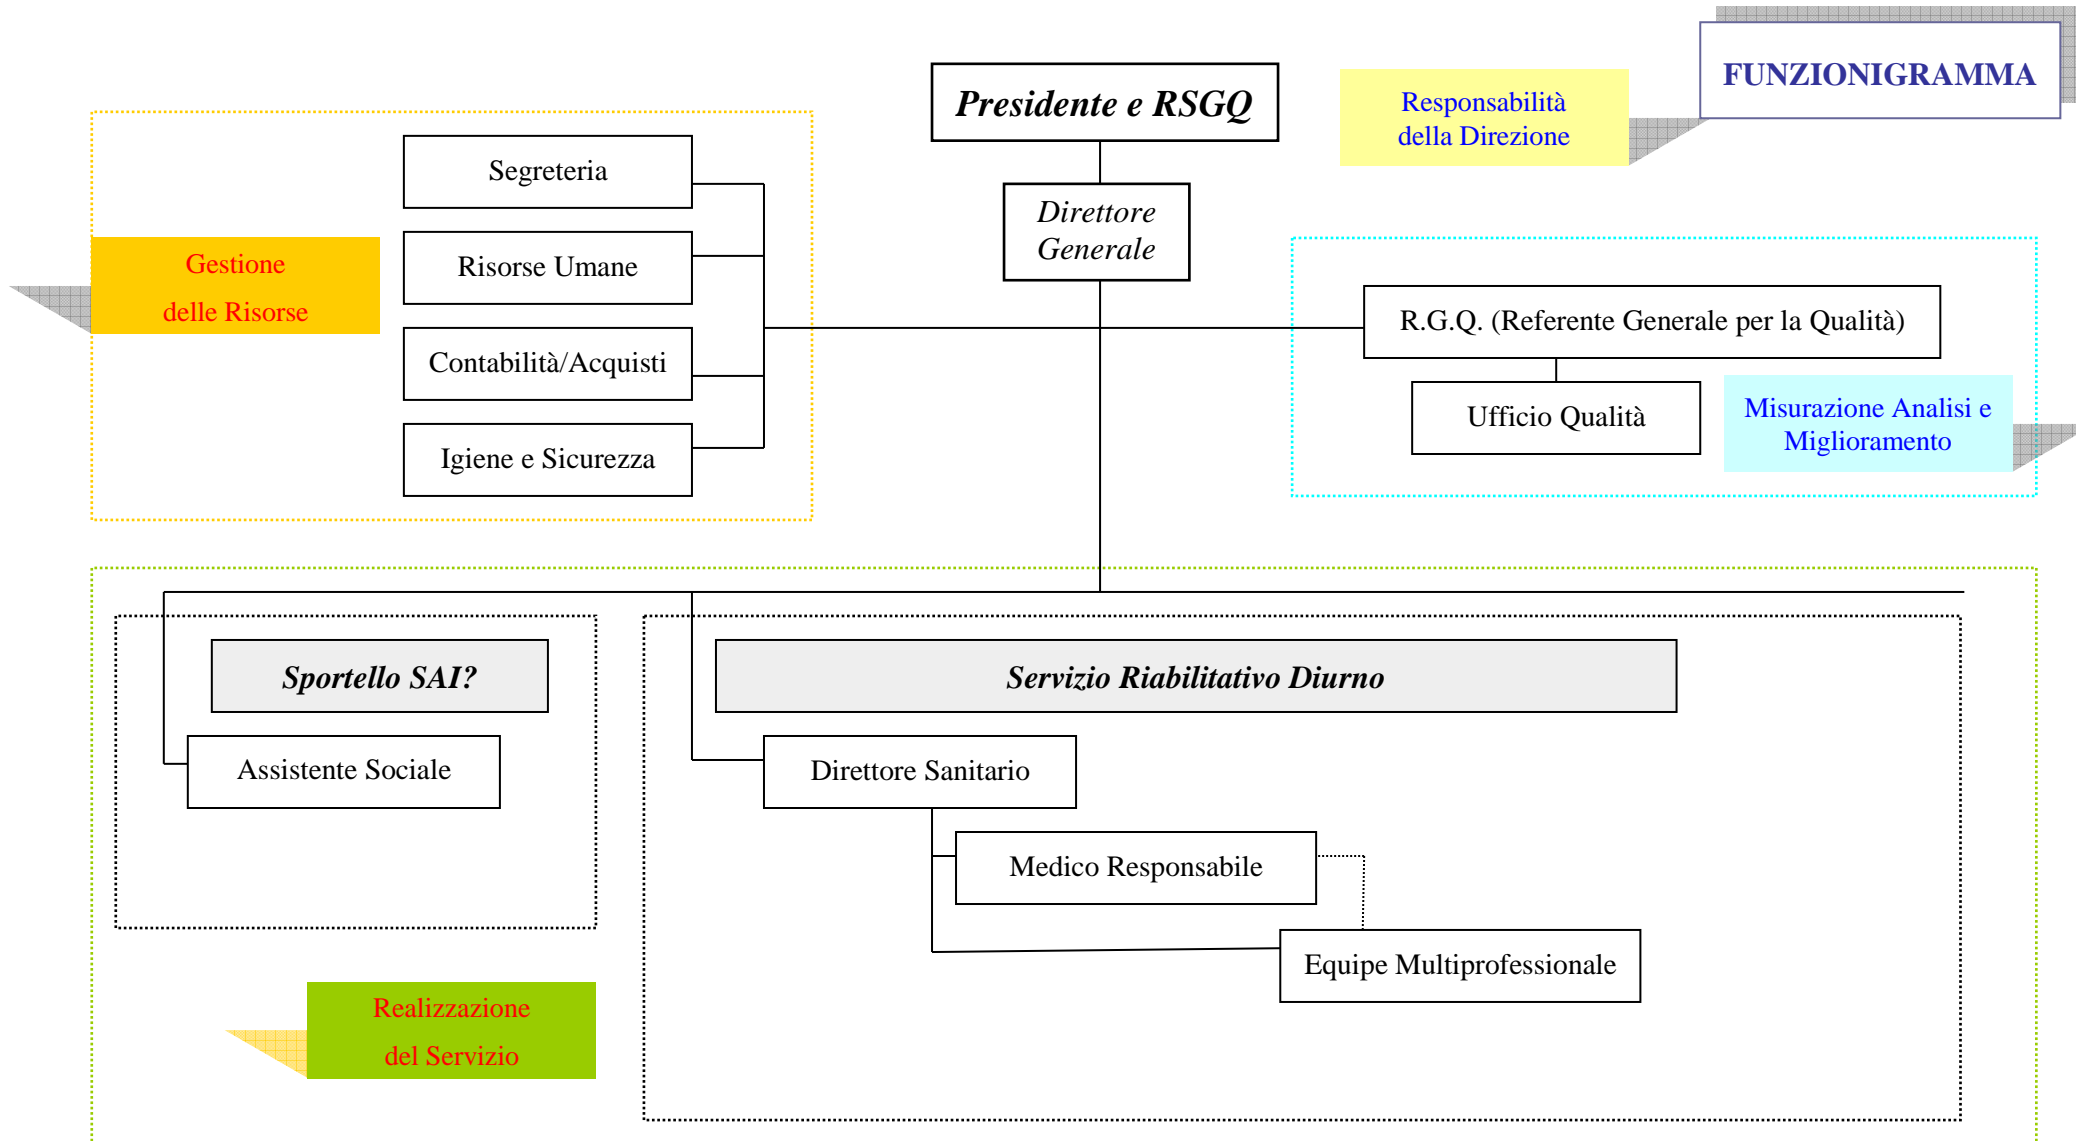 FUNZIONIGRAMMA
Presidente e RSGQ
Responsabilità
della Direzione
Segreteria
Direttore
Generale
Gestione
delle Risorse
Risorse Umane
R.G.Q. (Referente Generale per la Qualità)
Contabilità/Acquisti
Ufficio Qualità
Misurazione Analisi e
Miglioramento
Igiene e Sicurezza
Sportello SAI?
Servizio Riabilitativo Diurno
Assistente Sociale
Direttore Sanitario
Medico Responsabile
Equipe Multiprofessionale
Realizzazione
del Servizio